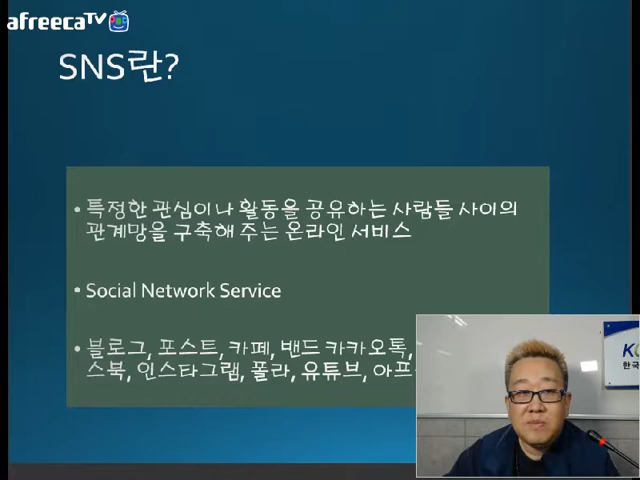 afreecaTV
SNS란?
• 특정한 관심이나 활동을 공유하는 사람들 사이의
관계망을 구축해 주는 온라인 서비스
• Social Network Service
• 블로그, 포스트, 카페, 밴드 카카오톡,
스북, 인스타그램, 폴라, 유튜브, 아프
한국